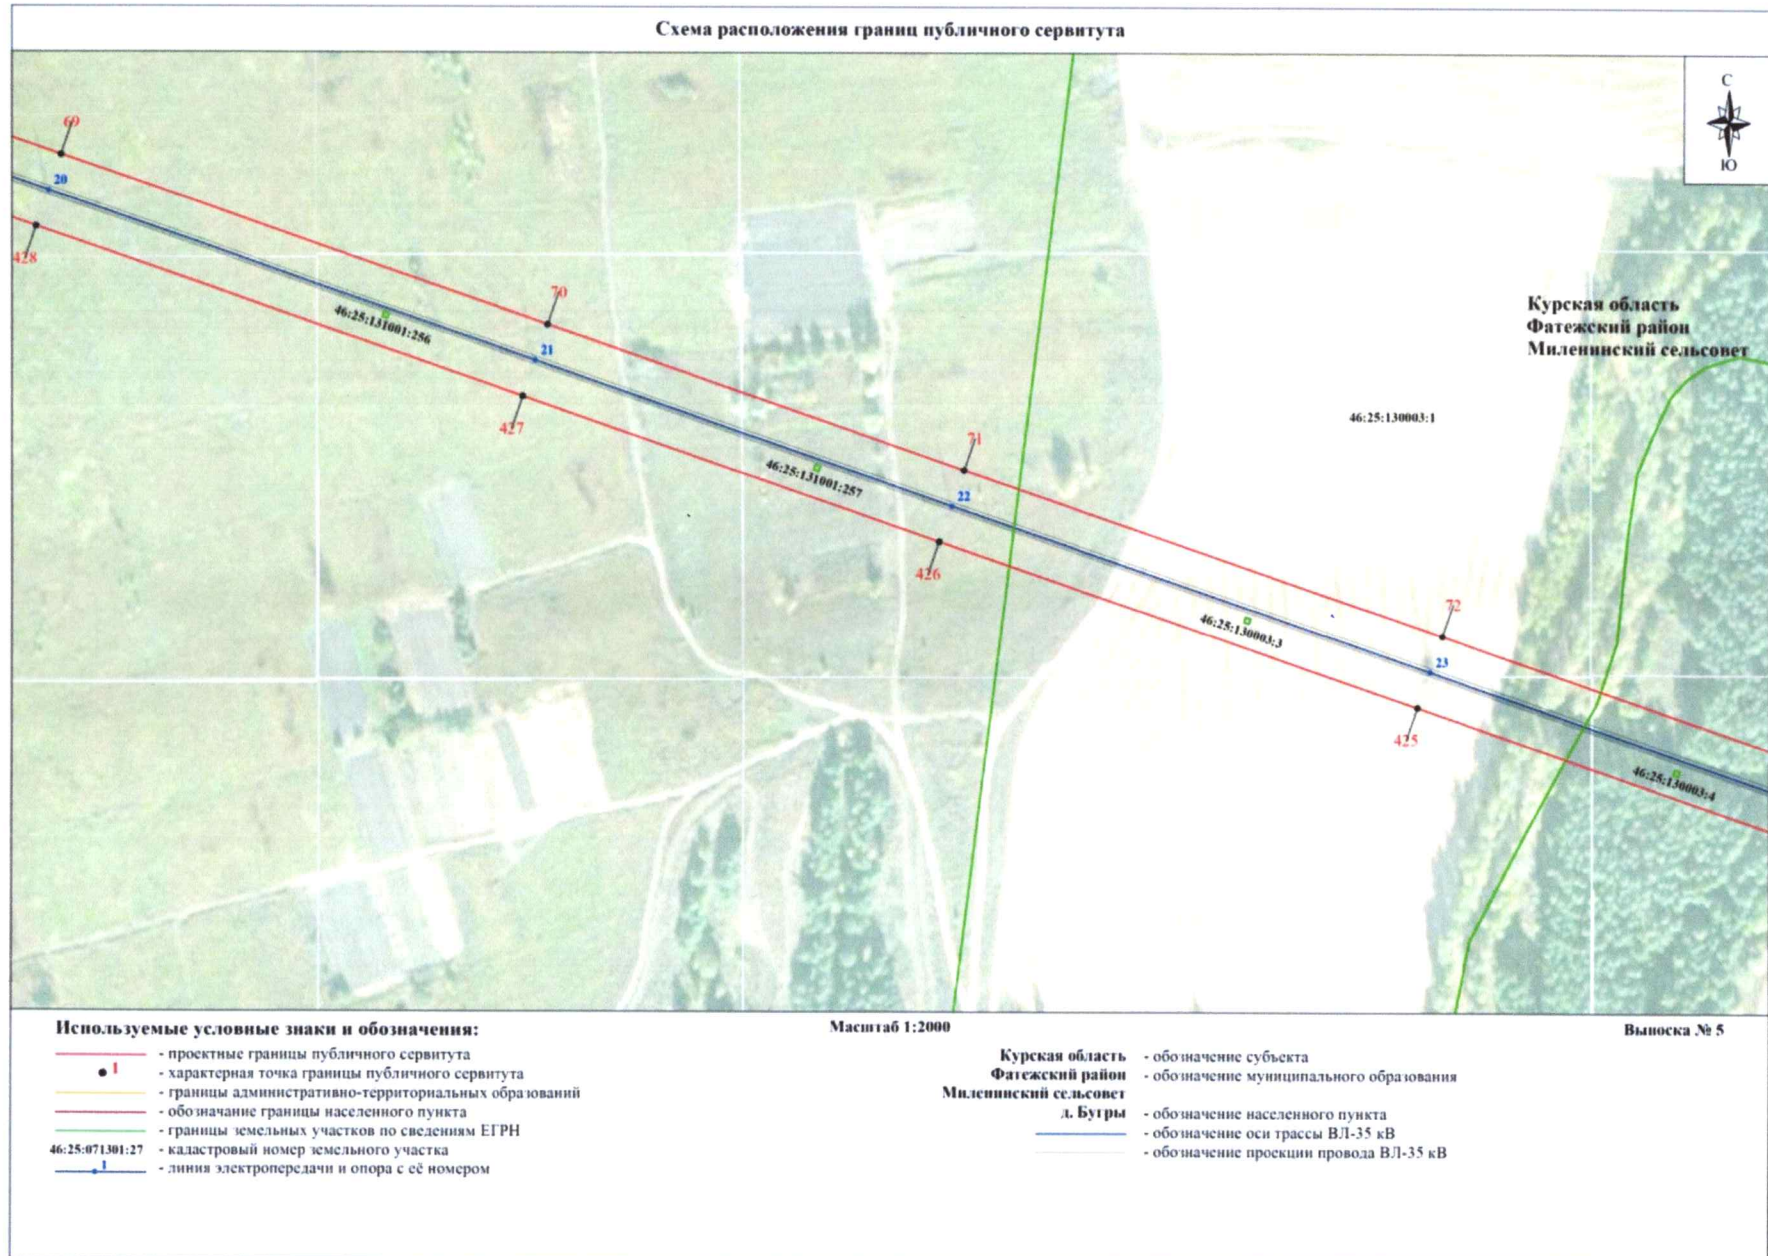 Схема расположения границ публичного сервитута
С
Ю
69
20
428
46:25:131001:256
70
21
427
46:25:131001:257
71
22
426
Курская область
Фатежский район
Миленинский сельсовет
46:25:130003:1
46:25:130003:3
72
23
425
46:25:130003:4
Используемые условные знаки и обозначения:
- проектные границы публичного сервитута
1 - характерная точка границы публичного сервитута
- границы административно-территориальных образований
- обозначание границы населенного пункта
- границы земельных участков по сведениям ЕГРН
46:25:071301:27 - кадастровый номер земельного участка
1 - линия электропередачи и опора с её номером
Масштаб 1:2000
Выноска № 5
Курская область - обозначение субъекта
Фатежский район - обозначение муниципального образования
Миленинский сельсовет
д. Бугры - обозначение населенного пункта
- обозначение оси трассы ВЛ-35 кВ
- обозначение проекции провода ВЛ-35 кВ